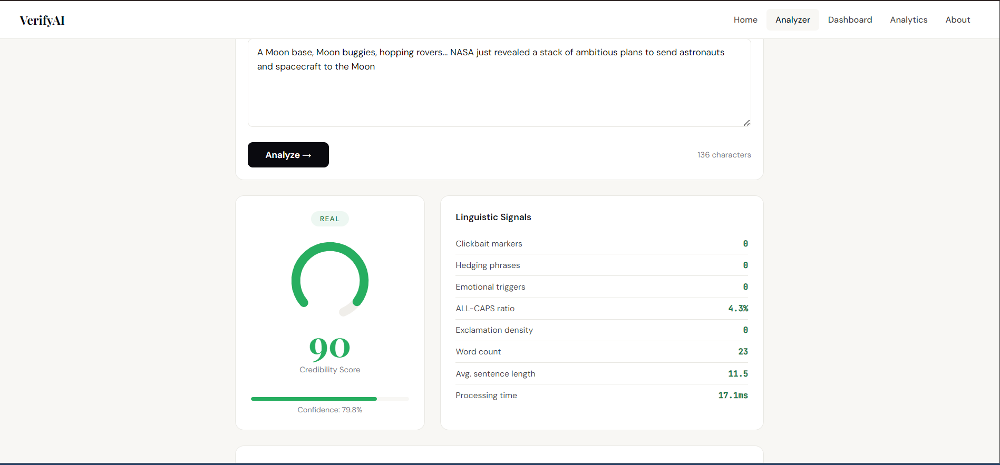 VerifyAI
Home
Analyzer
Dashboard
Analytics
About
A Moon base, Moon buggies, hopping rovers... NASA just revealed a stack of ambitious plans to send astronauts
and spacecraft to the Moon
Analyze →
136 characters
REAL
90
Credibility Score
Confidence: 79.8%
Linguistic Signals
Clickbait markers 0
Hedging phrases 0
Emotional triggers 0
ALL-CAPS ratio 4.3%
Exclamation density 0
Word count 23
Avg. sentence length 11.5
Processing time 17.1ms